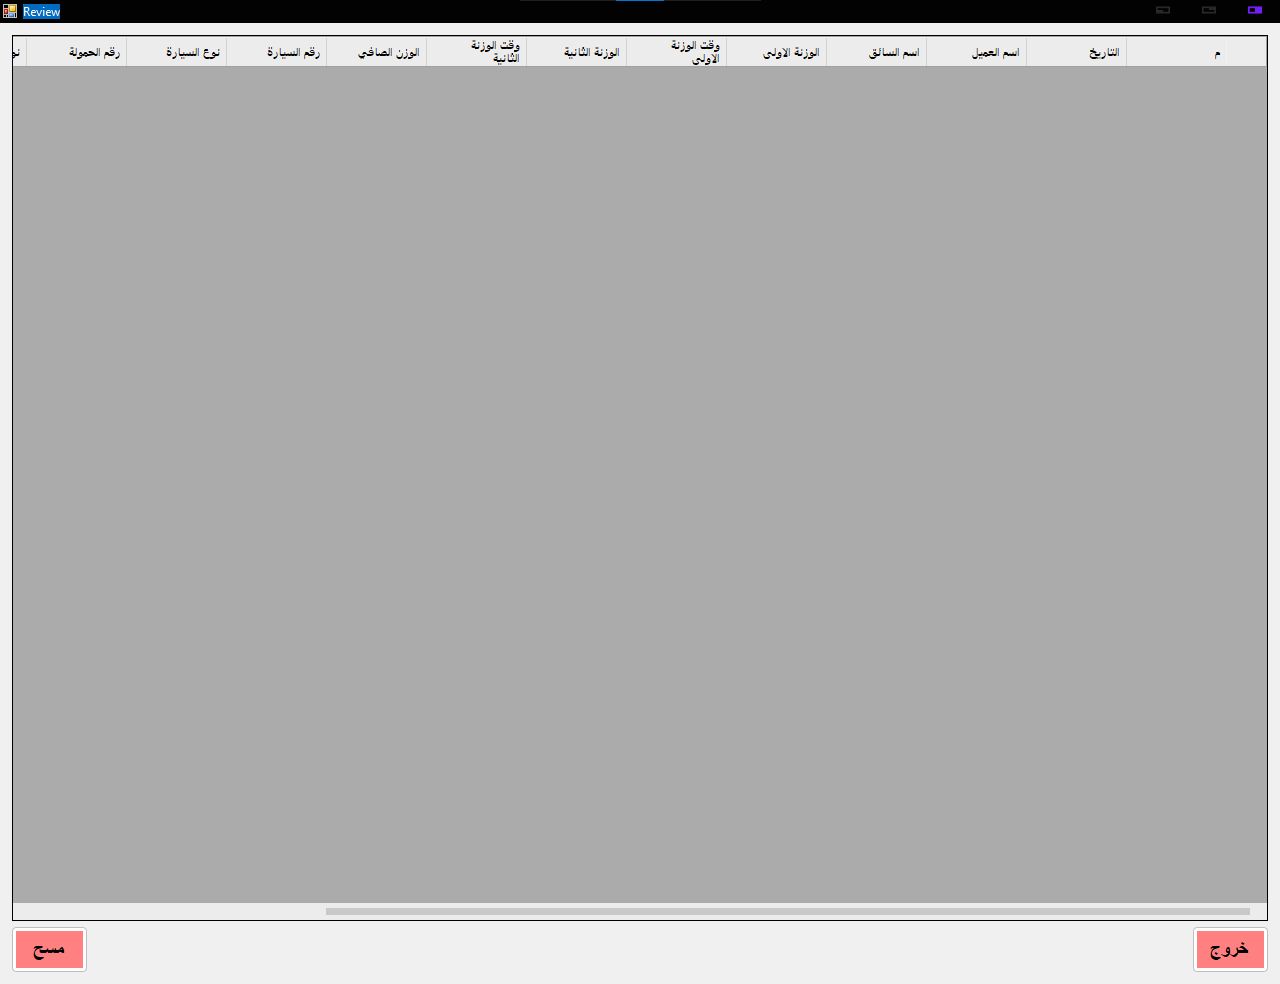 Review
م
التاريخ
اسم العميل
اسم السائق
الوزنة الاولى
وقت الوزنة
الاولى
الوزنة الثانية
وقت الوزنة
الثانية
الوزن الصافي
رقم السيارة
نوع السيارة
رقم الحمولة
خروج
مسح